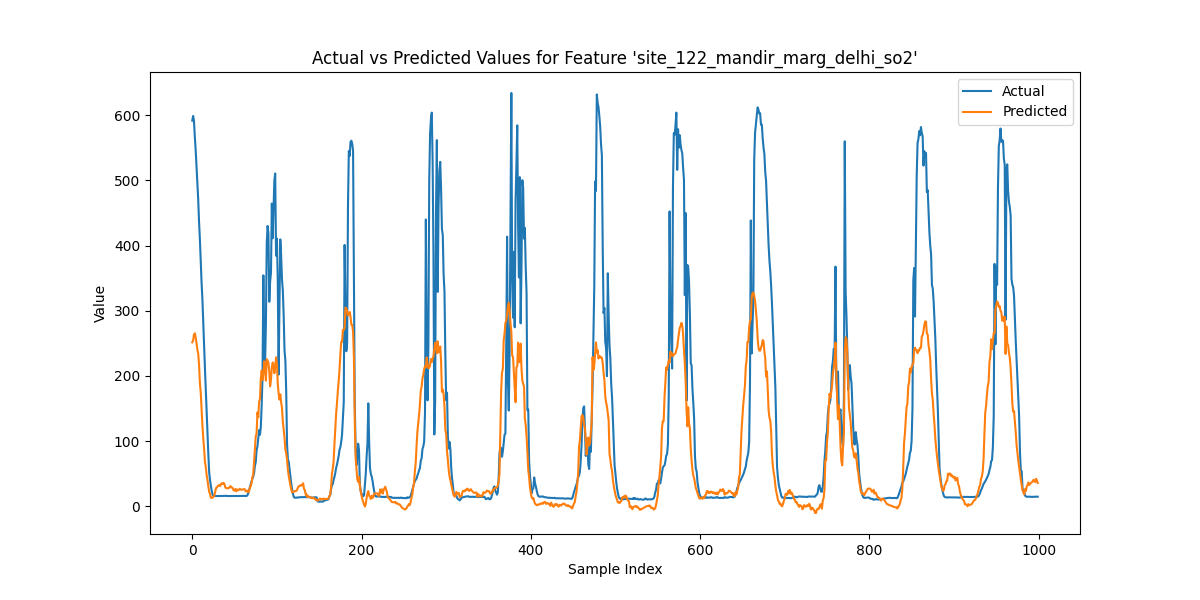 Actual vs Predicted Values for Feature 'site_122_mandir_marg_delhi_so2'
Actual
Predicted
600
500
400
300
200
100
0
Value
0 200 400 600 800 1000
Sample Index